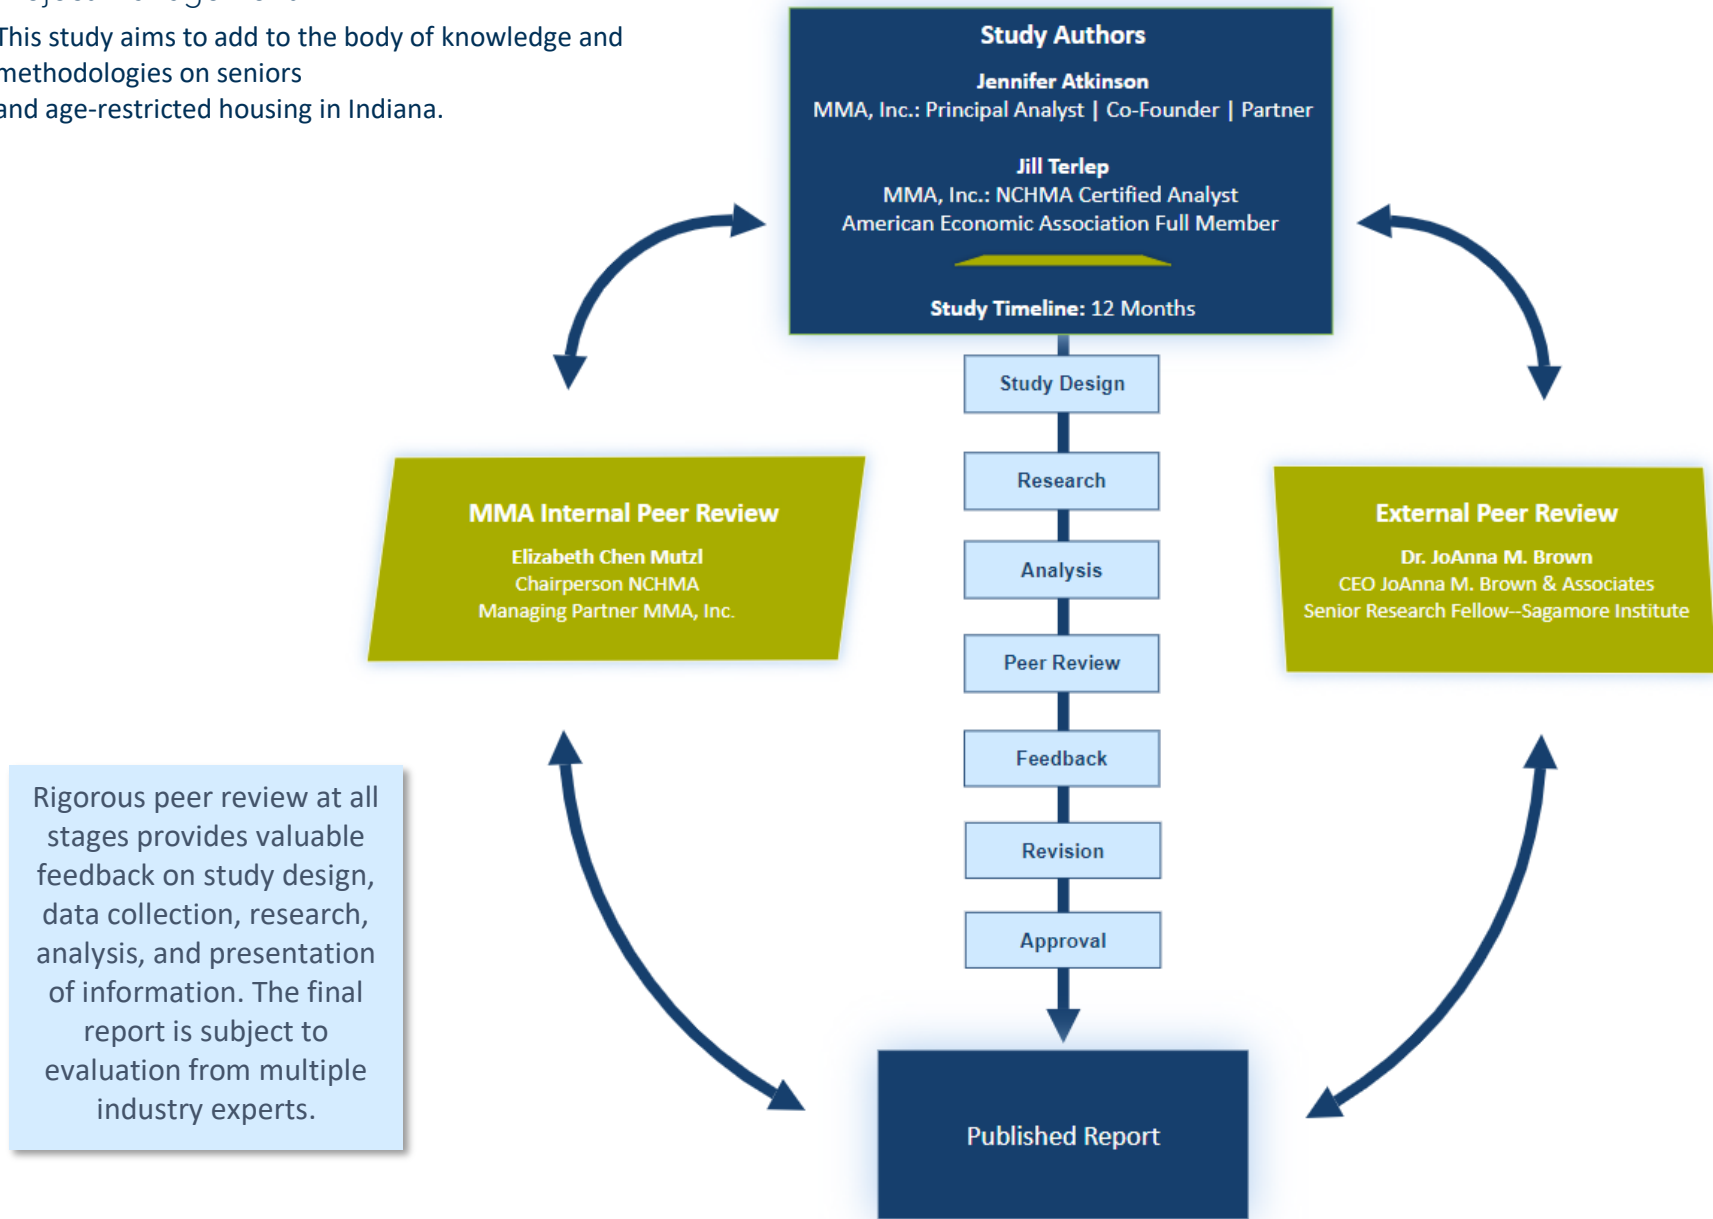 Project Management
This study aims to add to the body of knowledge and
methodologies on seniors
and age-restricted housing in Indiana.
Study Authors
Jennifer Atkinson
MMA, Inc.: Principal Analyst | Co-Founder | Partner
Jill Terlep
MMA, Inc.: NCHMA Certified Analyst
American Economic Association Full Member
Study Timeline: 12 Months
Study Design
Research
Analysis
Peer Review
Feedback
Revision
Approval
Published Report
MMA Internal Peer Review
Elizabeth Chen Mutzl
Chairperson NCHMA
Managing Partner MMA, Inc.
External Peer Review
Dr. JoAnna M. Brown
CEO JoAnna M. Brown & Associates
Senior Research Fellow--Sagamore Institute
Rigorous peer review at all
stages provides valuable
feedback on study design,
data collection, research,
analysis, and presentation
of information. The final
report is subject to
evaluation from multiple
industry experts.